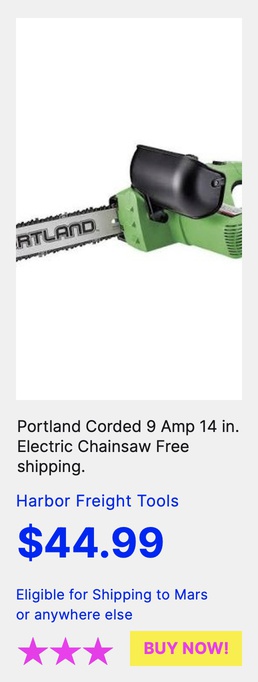 RTLAND
Portland Corded 9 Amp 14 in.
Electric Chainsaw Free
shipping.
Harbor Freight Tools
$44.99
Eligible for Shipping to Mars
or anywhere else
BUY NOW!